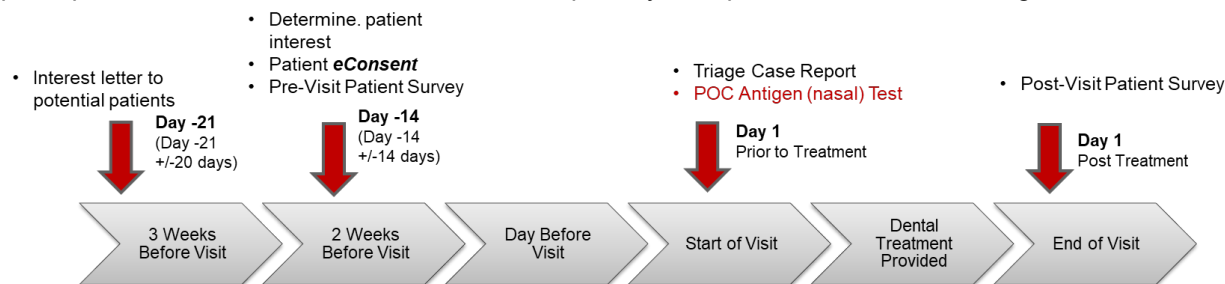 • Determine. patient
interest
• Patient eConsent
• Pre-Visit Patient Survey
• Interest letter to
potential patients
Day -21
(Day -21
+/-20 days)
Day -14
(Day -14
+/-14 days)
• Triage Case Report
• POC Antigen (nasal) Test
Day 1
Prior to Treatment
• Post-Visit Patient Survey
Day 1
Post Treatment
3 Weeks
Before Visit
2 Weeks
Before Visit
Day Before
Visit
Start of Visit
Dental
Treatment
Provided
End of Visit